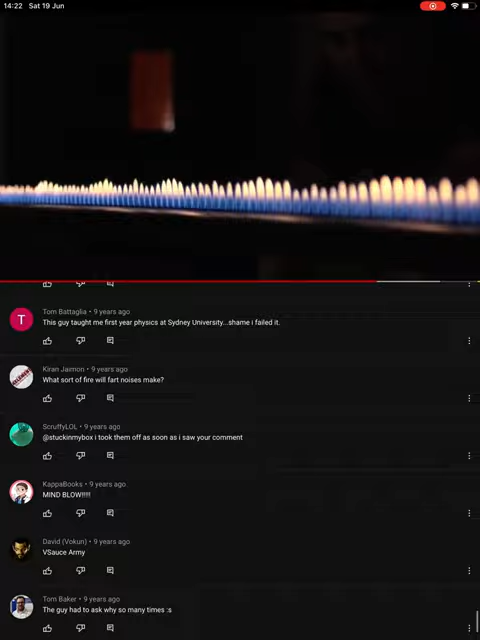 14:22 Sat 19 Jun
Tom Battaglia • 9 years ago
T
This guy taught me first year physics at Sydney University...shame i failed it.
Kiran Jaimon • 9 years ago
What sort of fire will fart noises make?
ScruffyLOL • 9 years ago
@stuckinmybox i took them off as soon as i saw your comment
KappaBooks • 9 years ago
MIND BLOW!!!!!
David (Vokun) • 9 years ago
VSauce Army
Tom Baker • 9 years ago
The guy had to ask why so many times :s